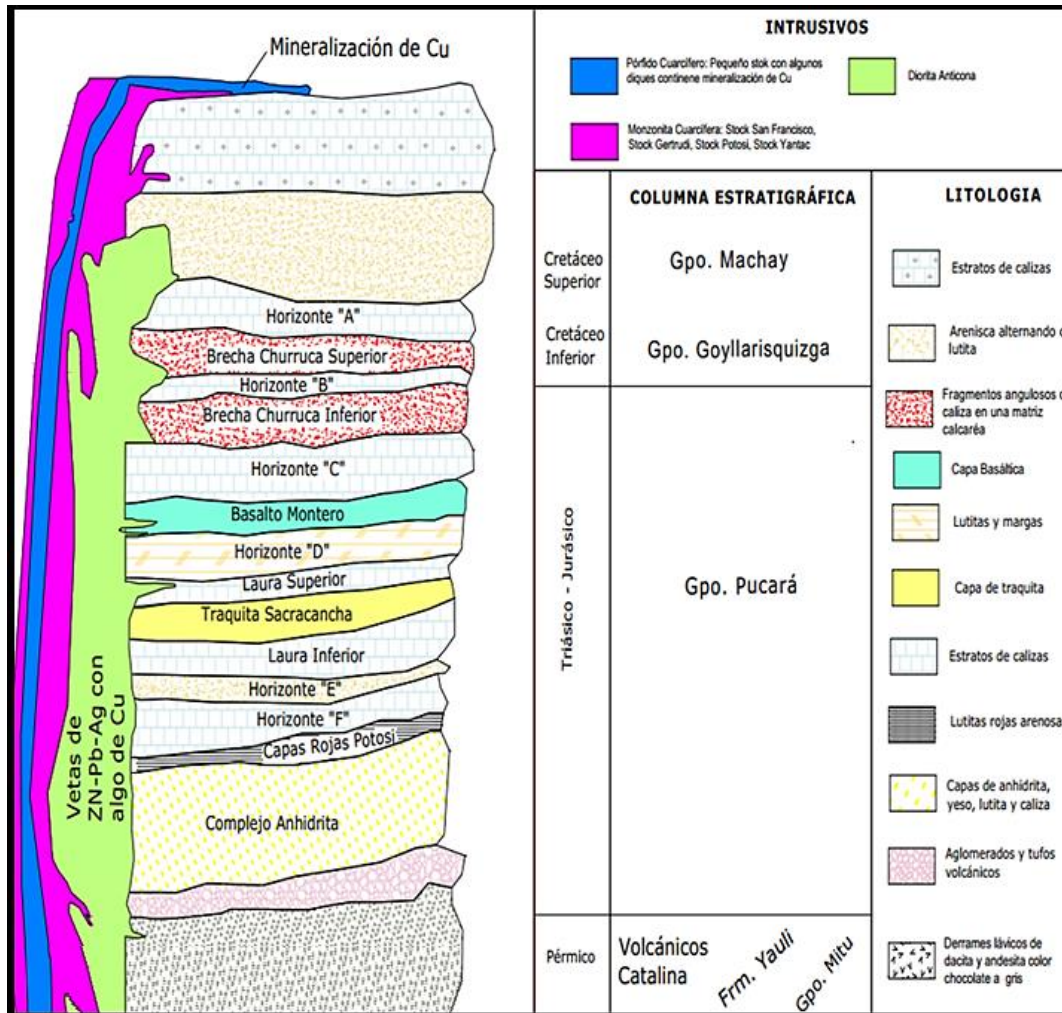 Mineralización de Cu
Horizonte "A"
Brecha Churruca Superior
Horizonte "B"
Brecha Churruca Inferior
Horizonte "C"
Basalto Montero
Horizonte "D"
Laura Superior
Traquita Sacracancha
Laura Inferior
Horizonte "E"
Horizonte "F"
Capas Rojas Potosi
Complejo Anhidrita
Vetas de
ZN-Pb-Ag con
algo de Cu
INTRUSIVOS
Pórfido Cuarcífero: Pequeño stok con algunos
diques continene mineralización de Cu
Diorita Anticona
Monzonita Cuarcífera: Stock San Francisco,
Stock Gertrudi, Stock Potosi, Stock Yantac
COLUMNA ESTRATIGRÁFICA
Cretáceo
Superior
Gpo. Machay
Cretáceo
Inferior
Gpo. Goyllarisquizga
Triásico - Jurásico
Gpo. Pucará
Pérmico
Volcánicos
Catalina
Frm. Yauli
Gpo. Mitu
LITOLOGIA
Estratos de calizas
Arenisca alternando c
lutita
Fragmentos angulosos d
caliza en una matriz
calcaréa
Capa Basáltica
Lutitas y margas
Capa de traquita
Estratos de calizas
Lutitas rojas arenosa
Capas de anhidrita,
yeso, lutita y caliza
Aglomerados y tufos
volcánicos
Derrames lávicos de
dacita y andesita color
chocolate a gris